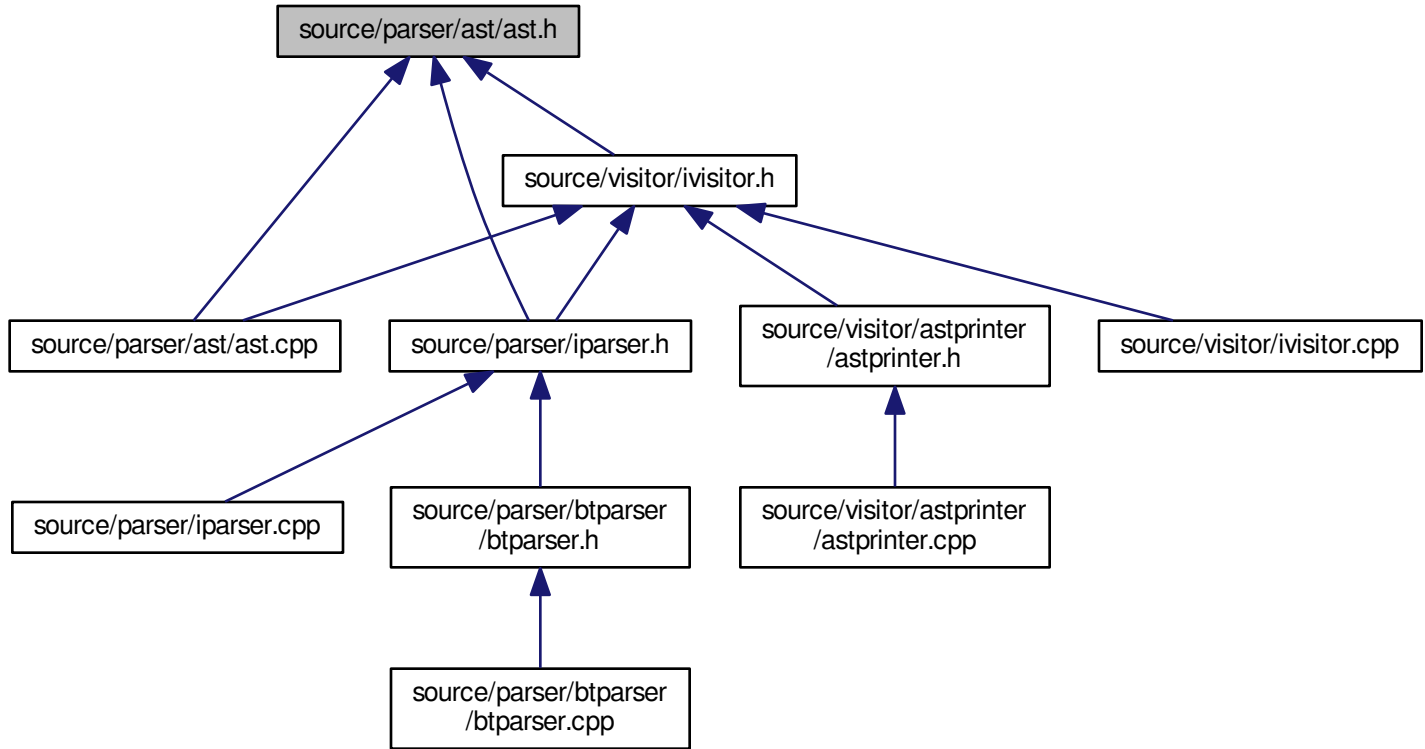 source/parser/ast/ast.h
source/visitor/ivisitor.h
source/parser/ast/ast.cpp
source/parser/iparser.h
source/visitor/astprinter
/astprinter.h
source/visitor/ivisitor.cpp
source/parser/iparser.cpp
source/parser/btparser
/btparser.h
source/visitor/astprinter
/astprinter.cpp
source/parser/btparser
/btparser.cpp